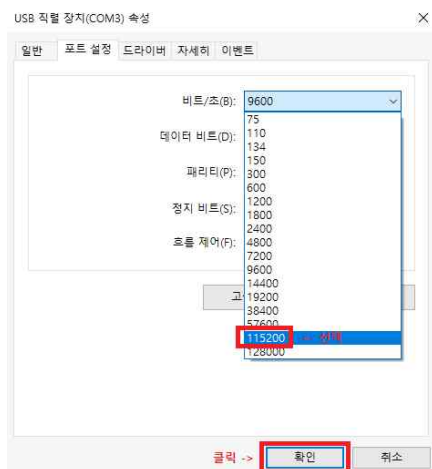 USB 직렬 장치(COM3) 속성
일반 포트 설정 드라이버 자세히 이벤트
비트/초(B): 9600
75
데이터 비트(D): 110
134
150
패리티(P): 300
600
정지 비트(S): 1200
1800
2400
흐름 제어(F): 4800
7200
9600
14400
고 19200
38400
57600
115200 <- 선택
128000
클릭 -> 확인 취소